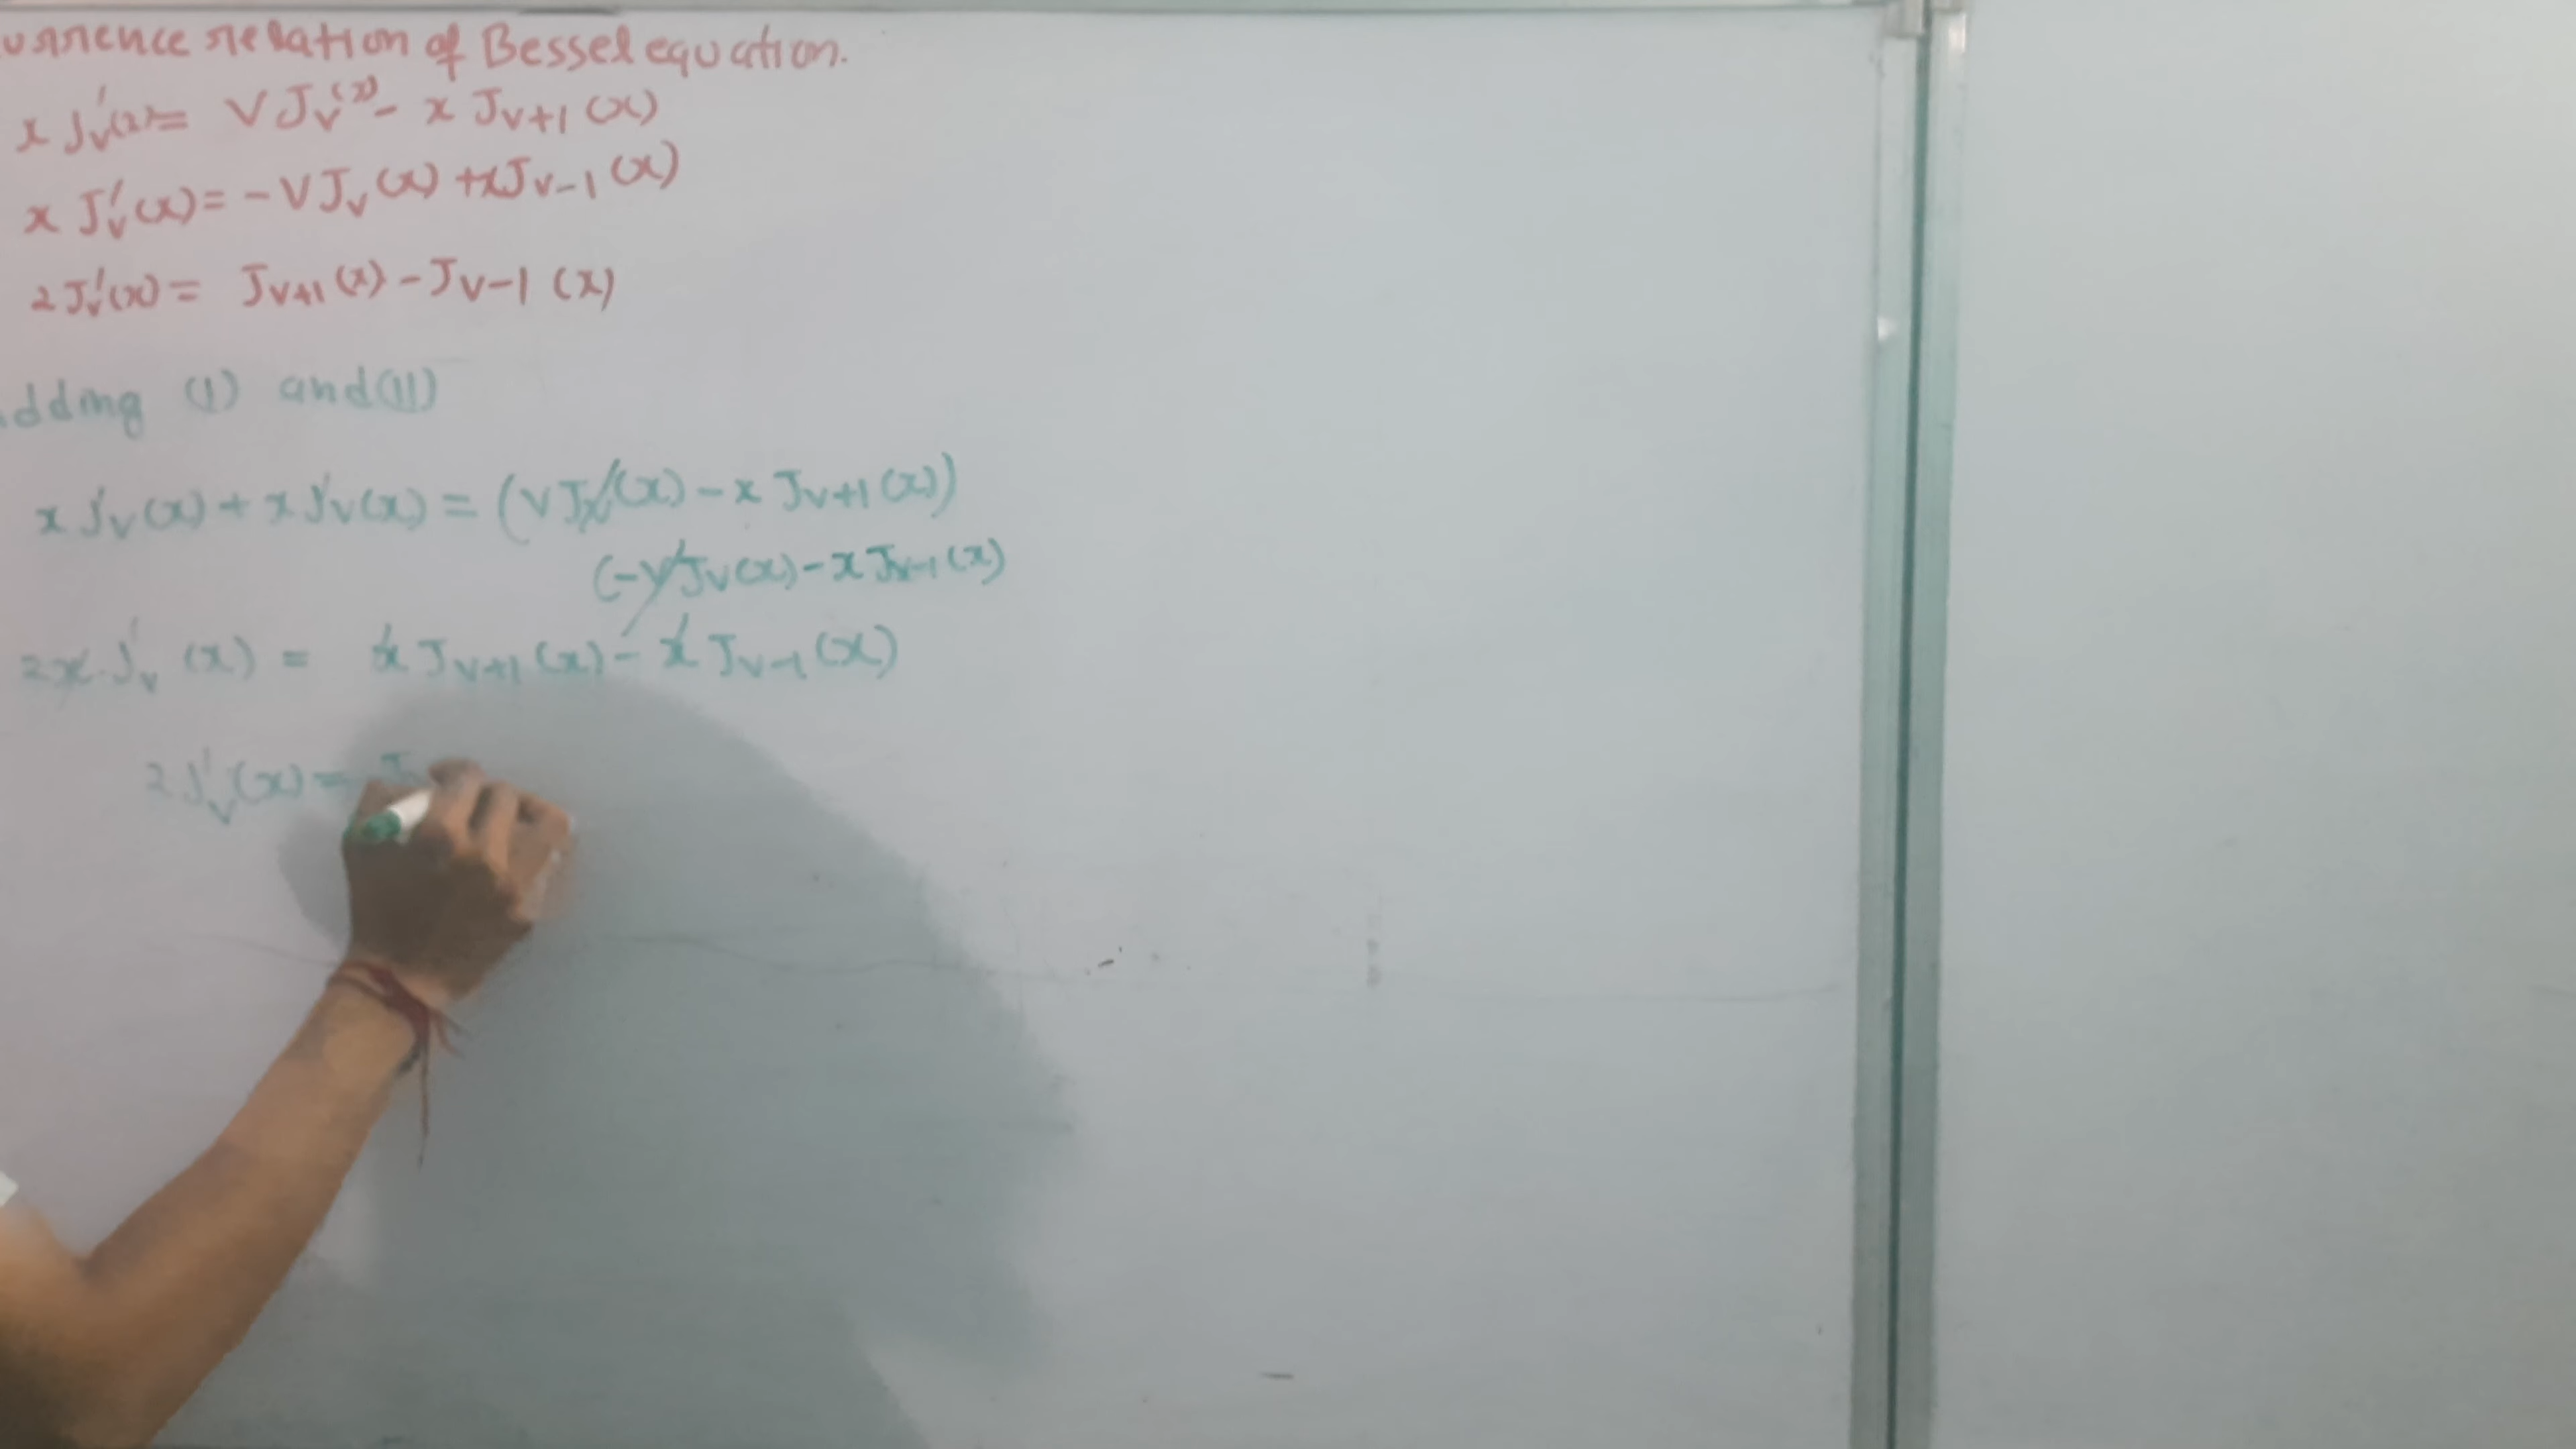 urrence relation of Bessel equation.
x J'ᵥ(x) = V Jᵥ(x) - x Jᵥ₊₁ (x)
x J'ᵥ(x) = -V Jᵥ(x) + x Jᵥ₋₁ (x)
2 J'ᵥ(x) = Jᵥ₊₁ (x) - Jᵥ₋₁ (x)
dding (I) and (II)
x J'ᵥ(x) + x J'ᵥ(x) = (V Jᵥ(x) - x Jᵥ₊₁ (x))
(-V Jᵥ(x) - x Jᵥ₋₁ (x)
2x J'ᵥ (x) = x Jᵥ₊₁ (x) - x Jᵥ₋₁ (x)
2 J'ᵥ(x) = J